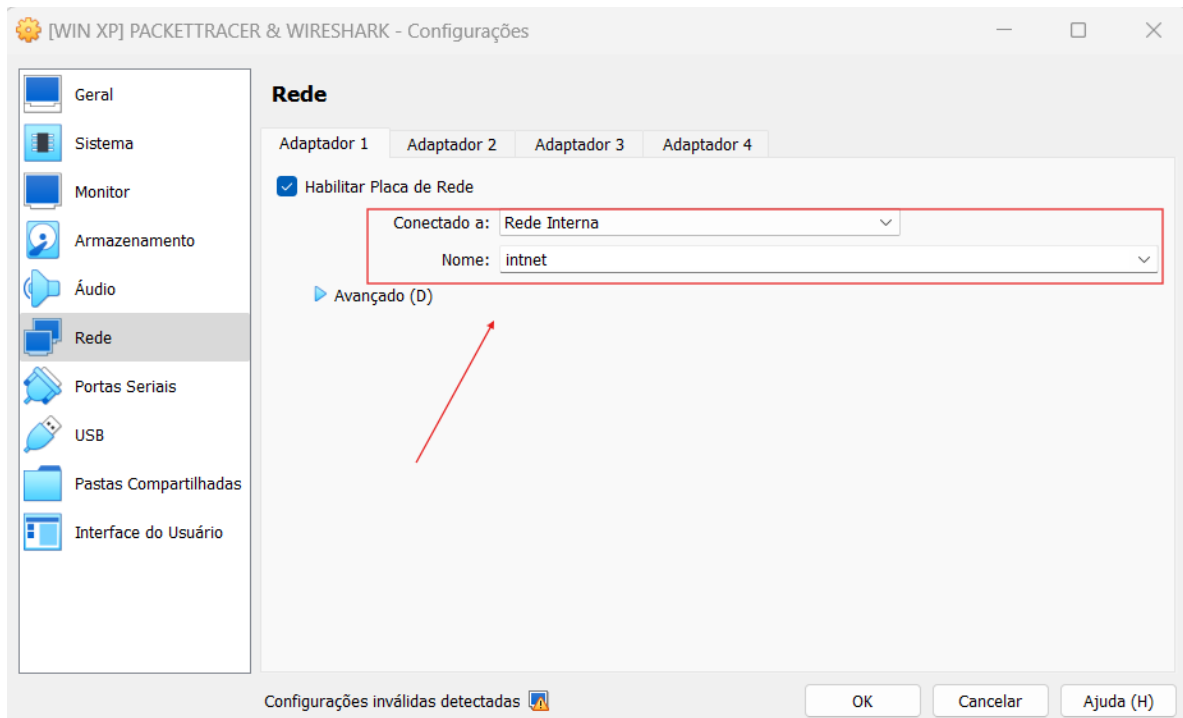 [WIN XP] PACKETTRACER & WIRESHARK - Configurações
Geral
Sistema
Monitor
Armazenamento
Áudio
Rede
Portas Seriais
USB
Pastas Compartilhadas
Interface do Usuário
Rede
Adaptador 1 Adaptador 2 Adaptador 3 Adaptador 4
Habilitar Placa de Rede
Conectado a: Rede Interna
Nome: intnet
Avançado (D)
Configurações inválidas detectadas
OK Cancelar Ajuda (H)